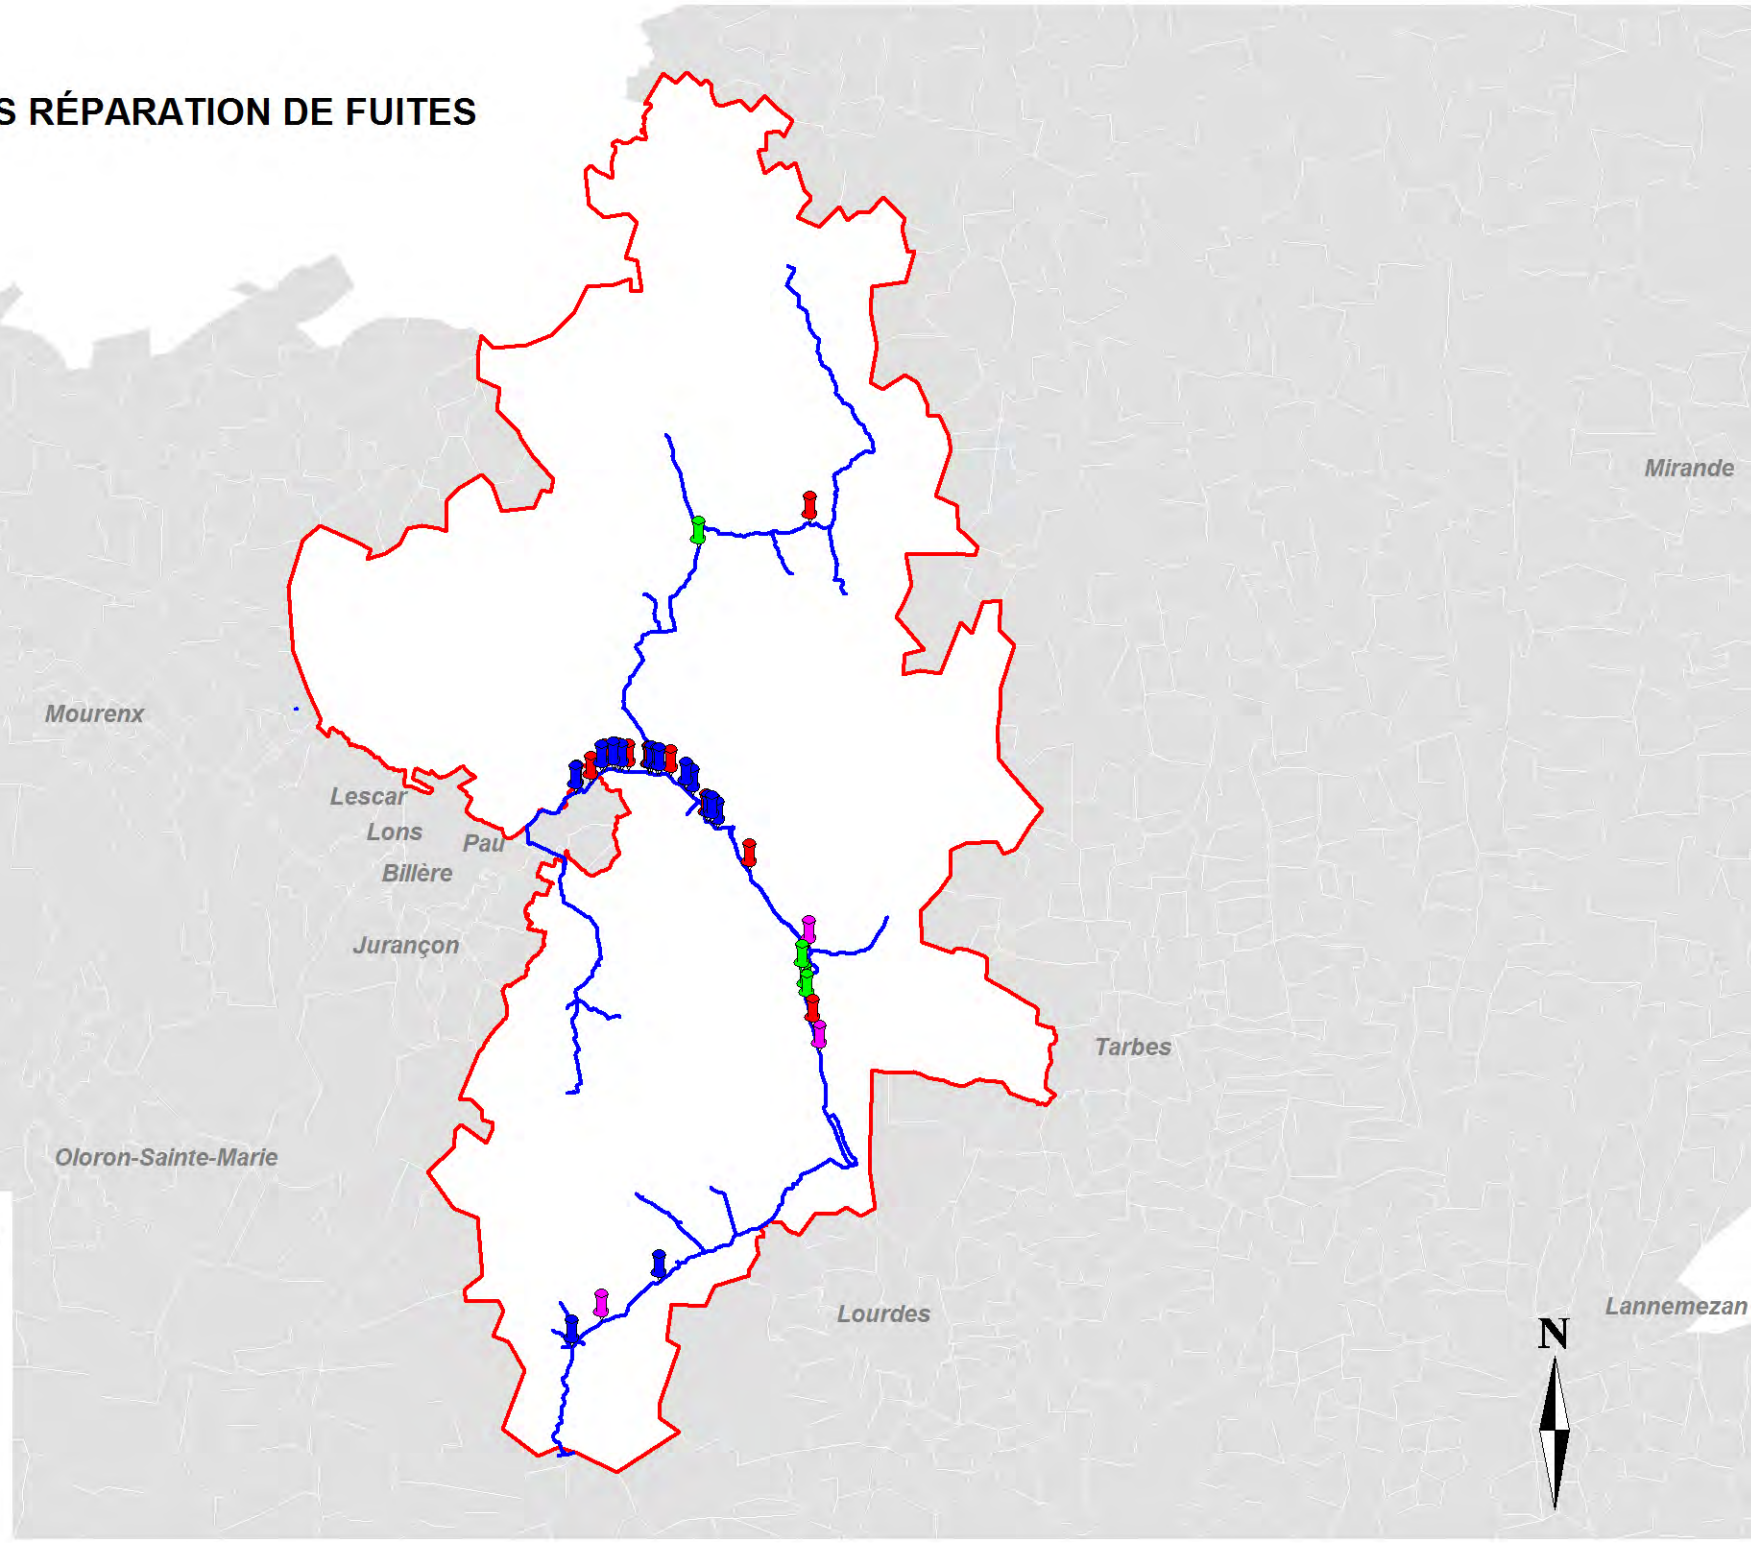 S RÉPARATION DE FUITES
Mirande
Mourenx
Lescar
Lons
Pau
Billère
Jurançon
Tarbes
Oloron-Sainte-Marie
Lourdes
Lannemezan
N